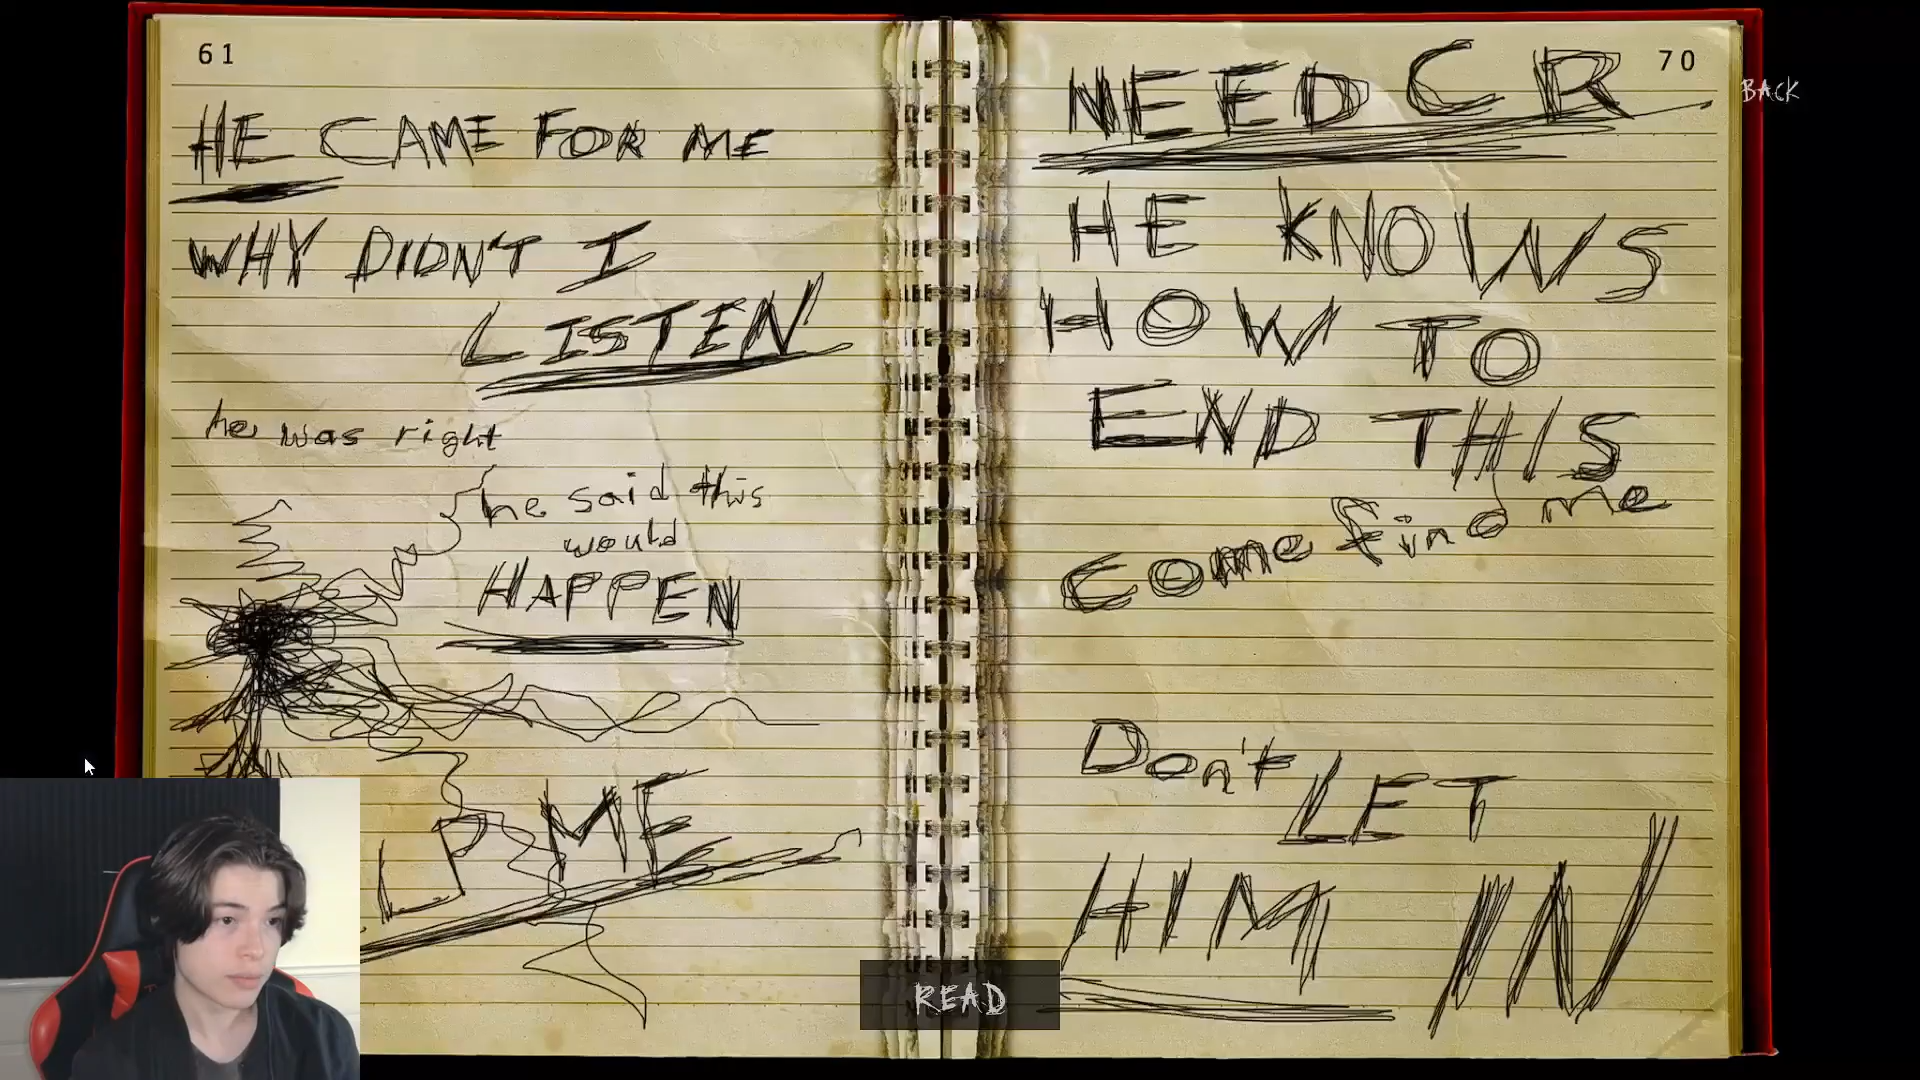 61
HE CAME FOR ME
WHY DIDN'T I
LISTEN
he was right
he said this
would
HAPPEN
LP ME
70
BACK
NEED CR
HE KNOWS
HOW TO
END THIS
come find me
Don't LET
HIM IN
READ